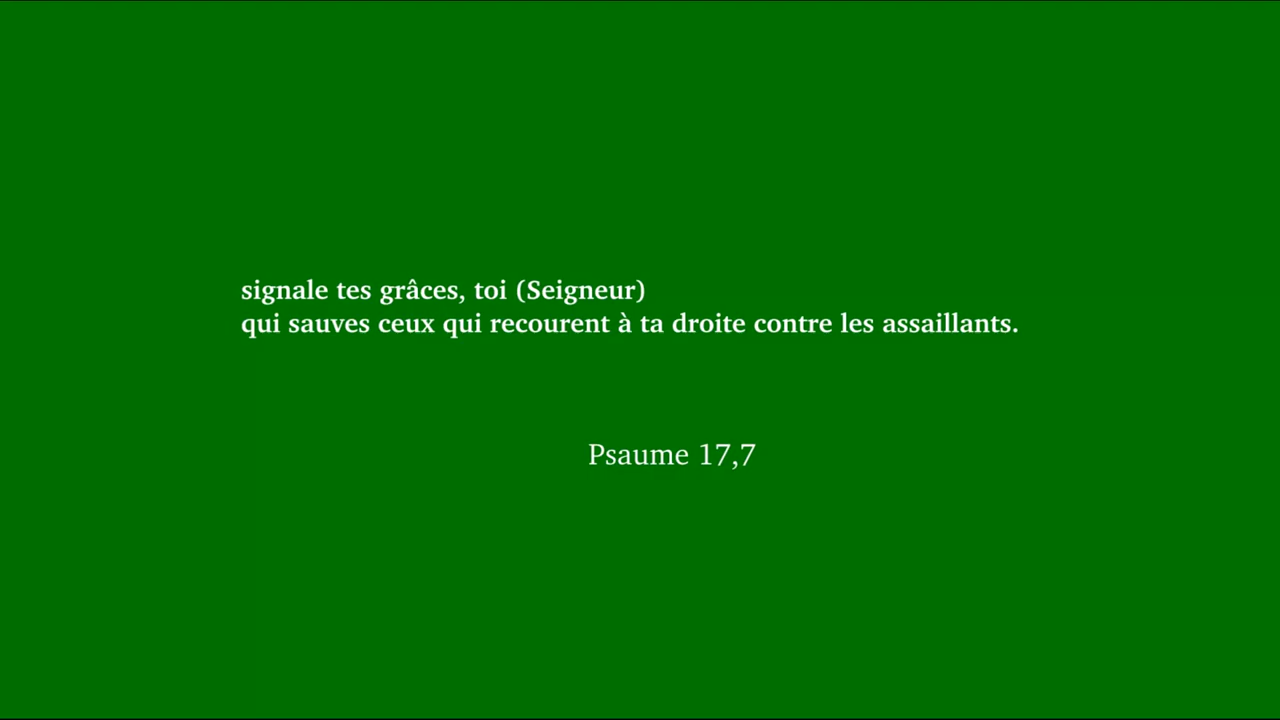 signale tes grâces, toi (Seigneur)
qui sauves ceux qui recourent à ta droite contre les assaillants.
Psaume 17,7